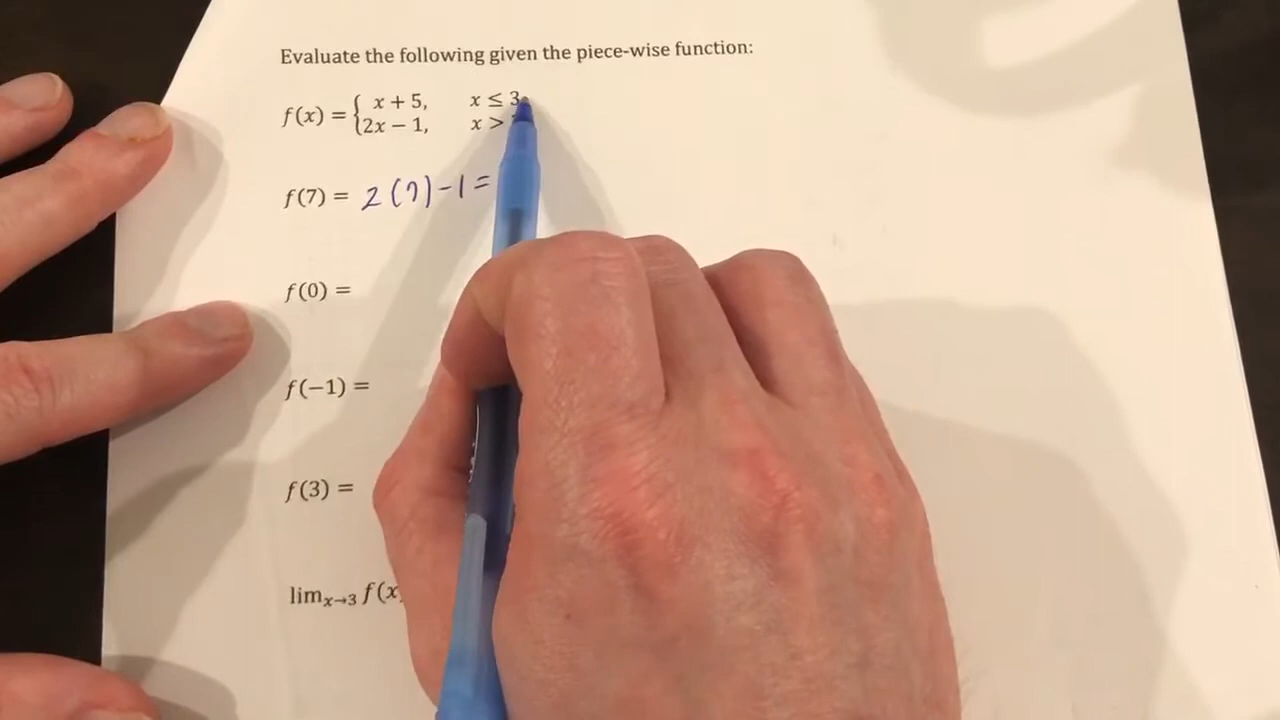 Evaluate the following given the piece-wise function:
f(x) = { x + 5, x ≤ 3
2x − 1, x >
f(7) = 2(7)-1=
f(0) =
f(−1) =
f(3) =
lim x→3 f(x